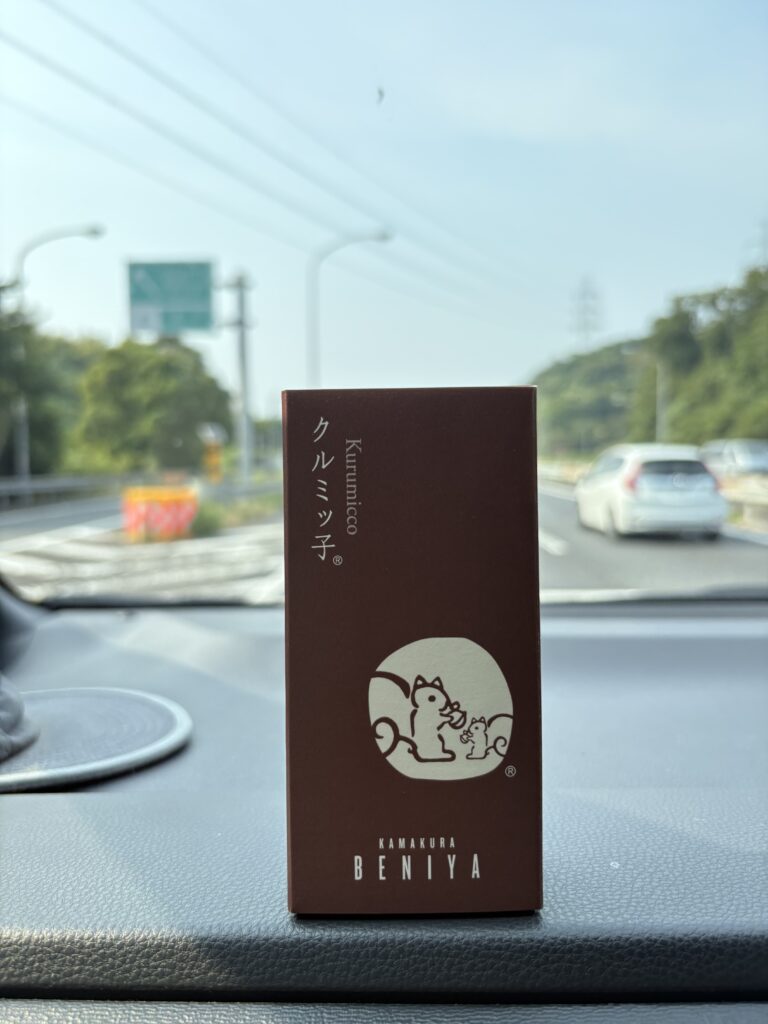 クルミッ子®
Kurumicco
®
KAMAKURA
BENIYA